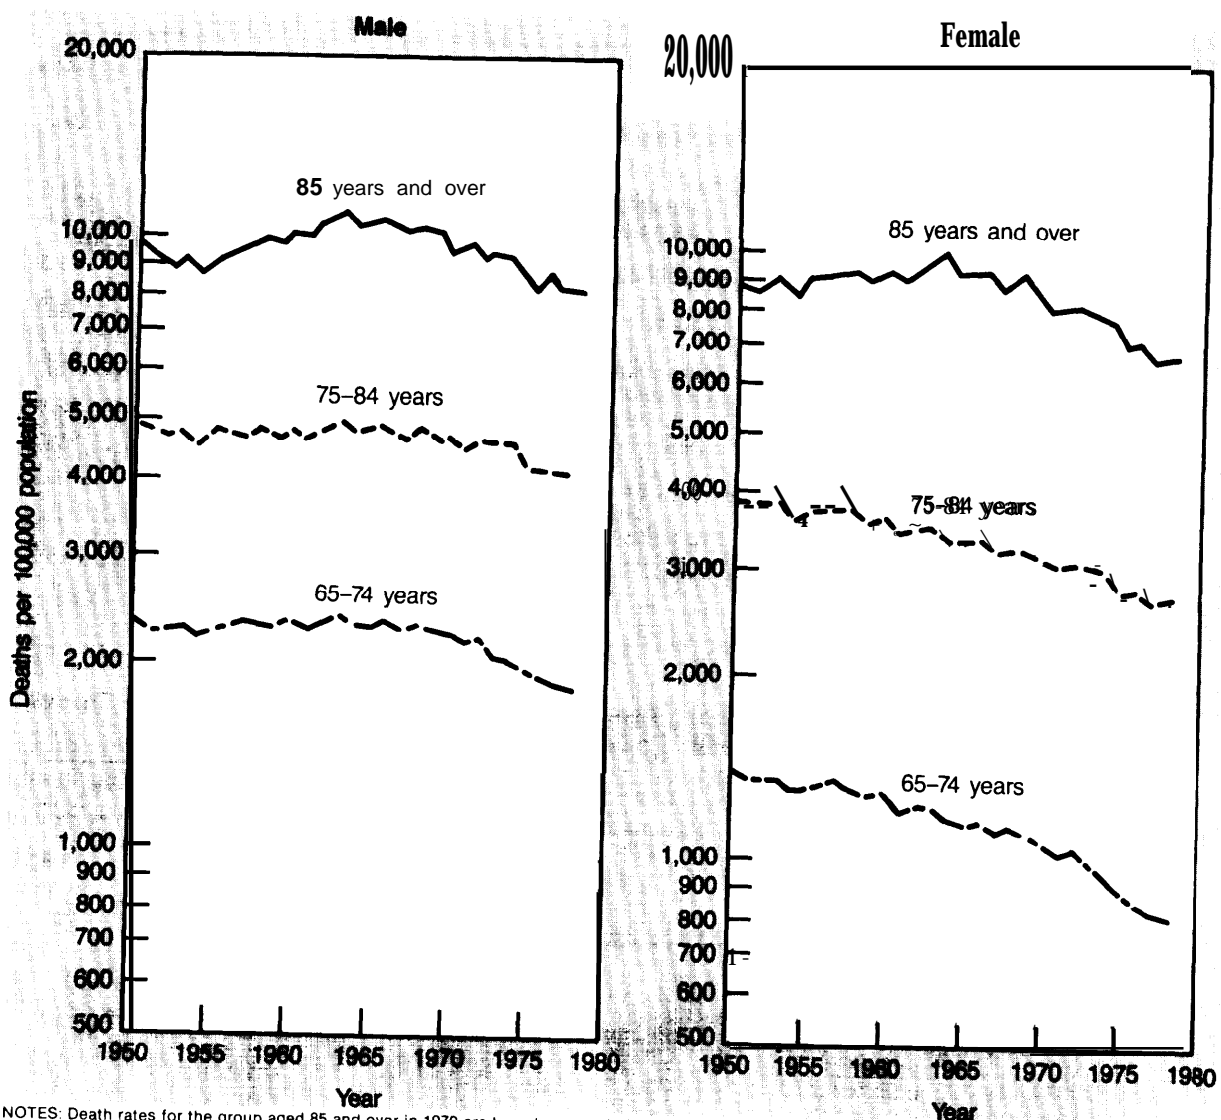 Male
20,000
10,000
9,000
8,000
7,000
6,000
5,000
4,000
3,000
2,000
1,000
900
800
700
600
500
Deaths per 100,000 population
85 years and over
75–84 years
65–74 years
1950 1955 1960 1965 1970 1975 1980
Year
Female
20,000
10,000
9,000
8,000
7,000
6,000
5,000
4,000
3,000
2,000
1,000
900
800
700
600
500
85 years and over
75-84 years
65–74 years
1950 1955 1960 1965 1970 1975 1980
Year
NOTES: Death rates for the group aged 85 and over in 1979